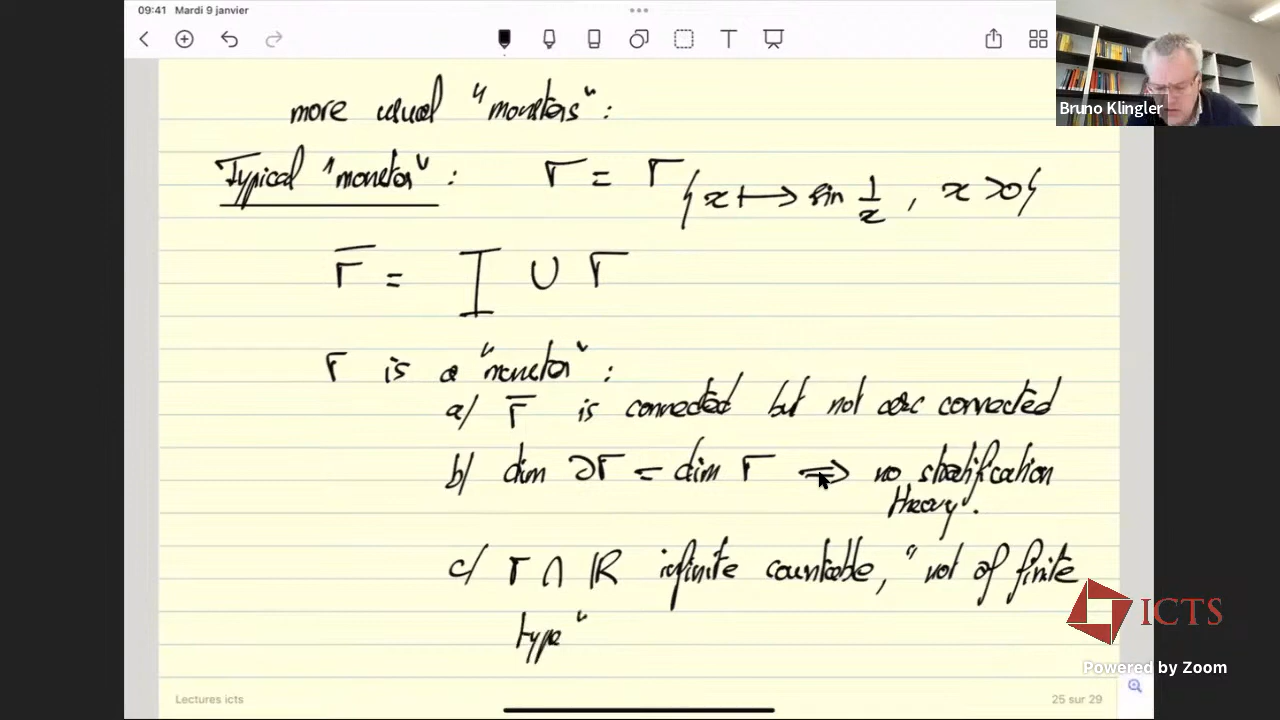 09:41 Mardi 9 janvier
Bruno Klingler
more usual "monsters" :
Typical "monster" : Γ = Γ{x ↦ sin 1/x , x >0}
Γ̅ = I ∪ Γ
Γ is a "monster" :
a/ Γ̅ is connected but not arc connected
b/ dim ∂Γ = dim Γ ⇒ no stratification
theory.
c/ Γ ∩ ℝ infinite countable, "not of finite
type"
ICTS
Powered by Zoom
Lectures icts
25 sur 29